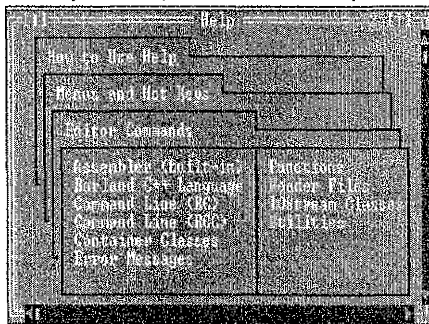 Help
How to Use Help
Menus and Hot Keys
Editor Commands
Assembler (built-in)
Borland C++ Language
Command Line (BC)
Command Line (BCC)
Container Classes
Error Messages
Functions
Header Files
IOstream Classes
Utilities